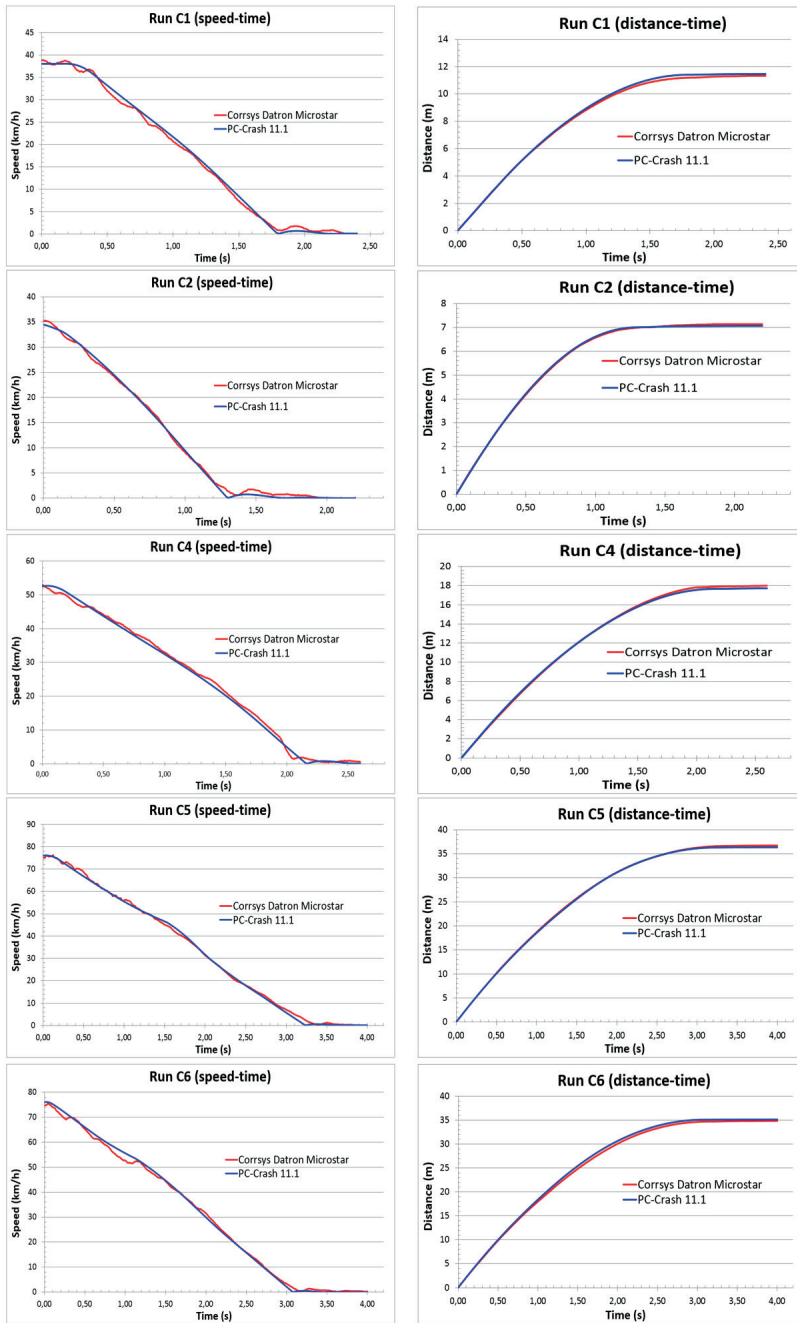 Run C1 (speed-time)
45
40
35
30
25
20
15
10
5
0
Speed (km/h)
Corrsys Datron Microstar
PC-Crash 11.1
0,00 0,50 1,00 1,50 2,00 2,50
Time (s)
Run C1 (distance-time)
14
12
10
8
6
4
2
0
Distance (m)
Corrsys Datron Microstar
PC-Crash 11.1
0,00 0,50 1,00 1,50 2,00 2,50
Time (s)
Run C2 (speed-time)
40
35
30
25
20
15
10
5
0
Speed (km/h)
Corrsys Datron Microstar
PC-Crash 11.1
0,00 0,50 1,00 1,50 2,00
Time (s)
Run C2 (distance-time)
8
7
6
5
4
3
2
1
0
Distance (m)
Corrsys Datron Microstar
PC-Crash 11.1
0,00 0,50 1,00 1,50 2,00
Time (s)
Run C4 (speed-time)
60
50
40
30
20
10
0
Speed (km/h)
Corrsys Datron Microstar
PC-Crash 11.1
0,00 0,50 1,00 1,50 2,00 2,50
Time (s)
Run C4 (distance-time)
20
18
16
14
12
10
8
6
4
2
0
Distance (m)
Corrsys Datron Microstar
PC-Crash 11.1
0,00 0,50 1,00 1,50 2,00 2,50
Time (s)
Run C5 (speed-time)
90
80
70
60
50
40
30
20
10
0
Speed (km/h)
Corrsys Datron Microstar
PC-Crash 11.1
0,00 0,50 1,00 1,50 2,00 2,50 3,00 3,50 4,00
Time (s)
Run C5 (distance-time)
40
35
30
25
20
15
10
5
0
Distance (m)
Corrsys Datron Microstar
PC-Crash 11.1
0,00 0,50 1,00 1,50 2,00 2,50 3,00 3,50 4,00
Time (s)
Run C6 (speed-time)
80
70
60
50
40
30
20
10
0
Speed (km/h)
Corrsys Datron Microstar
PC-Crash 11.1
0,00 0,50 1,00 1,50 2,00 2,50 3,00 3,50 4,00
Time (s)
Run C6 (distance-time)
40
35
30
25
20
15
10
5
0
Distance (m)
Corrsys Datron Microstar
PC-Crash 11.1
0,00 0,50 1,00 1,50 2,00 2,50 3,00 3,50 4,00
Time (s)